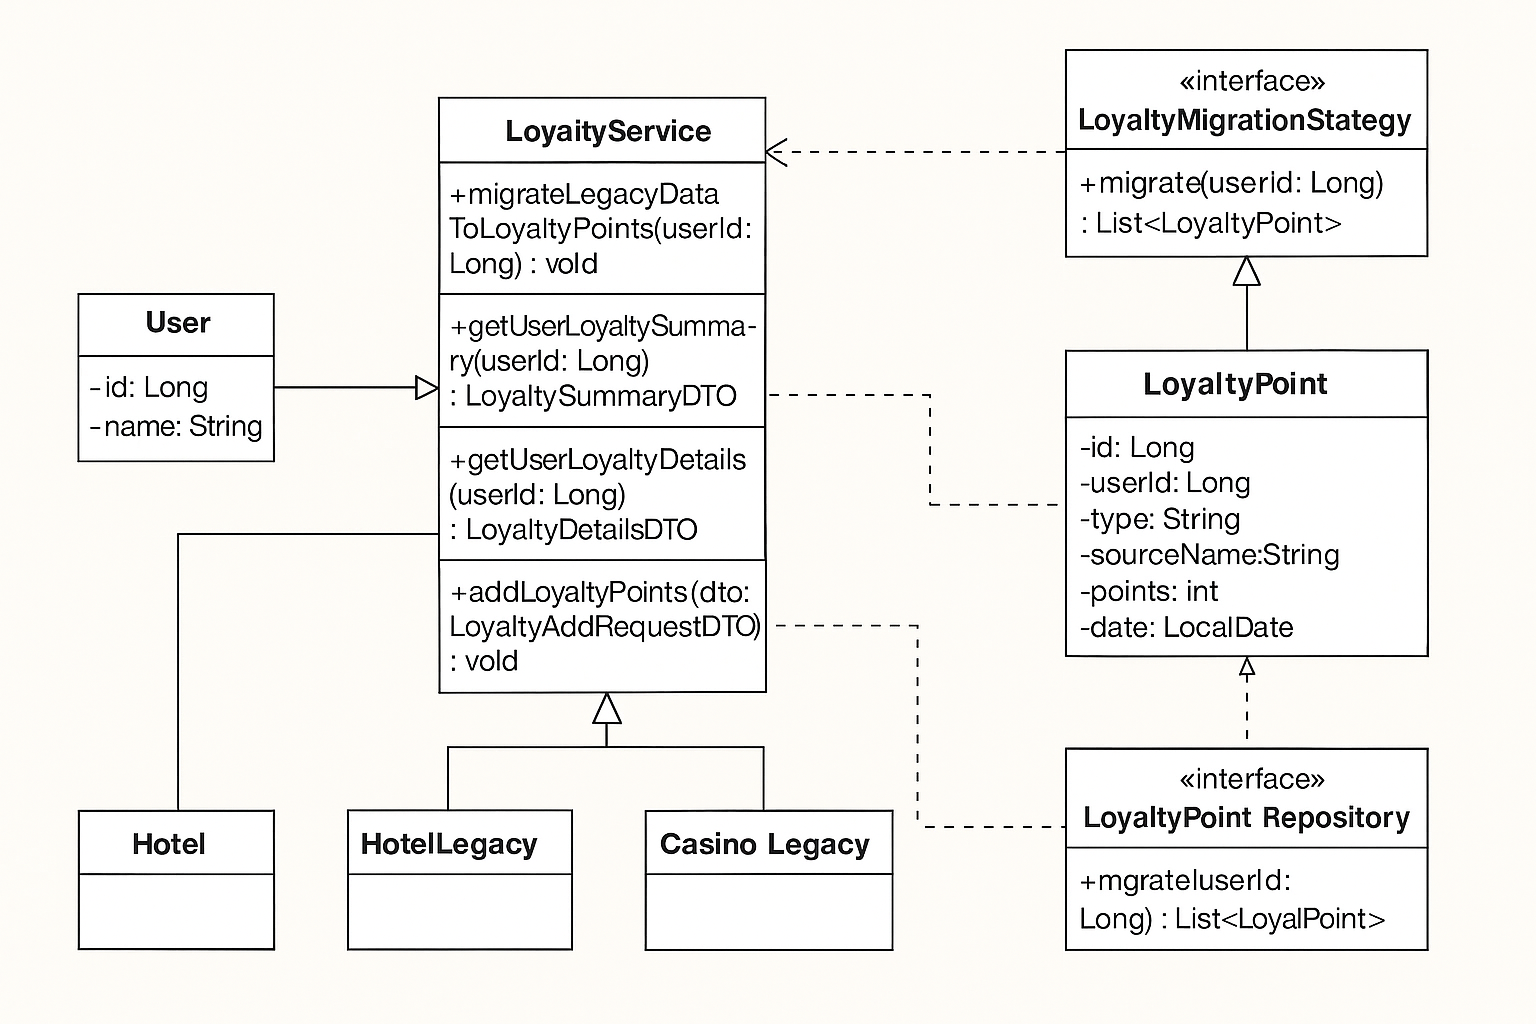 LoyaityService
+migrateLegacyData
ToLoyaltyPoints(userId:
Long) : void
+getUserLoyaltySumma-
ry(userId: Long)
: LoyaltySummaryDTO
+getUserLoyaltyDetails
(userId: Long)
: LoyaltyDetailsDTO
+addLoyaltyPoints(dto:
LoyaltyAddRequestDTO)
: vold
«interface»
LoyaltyMigrationStategy
+migrate(userid: Long)
: List<LoyaltyPoint>
User
-id: Long
-name: String
LoyaltyPoint
-id: Long
-userId: Long
-type: String
-sourceName:String
-points: int
-date: LocalDate
Hotel
HotelLegacy
Casino Legacy
«interface»
LoyaltyPoint Repository
+mgrateluserId:
Long) : List<LoyalPoint>